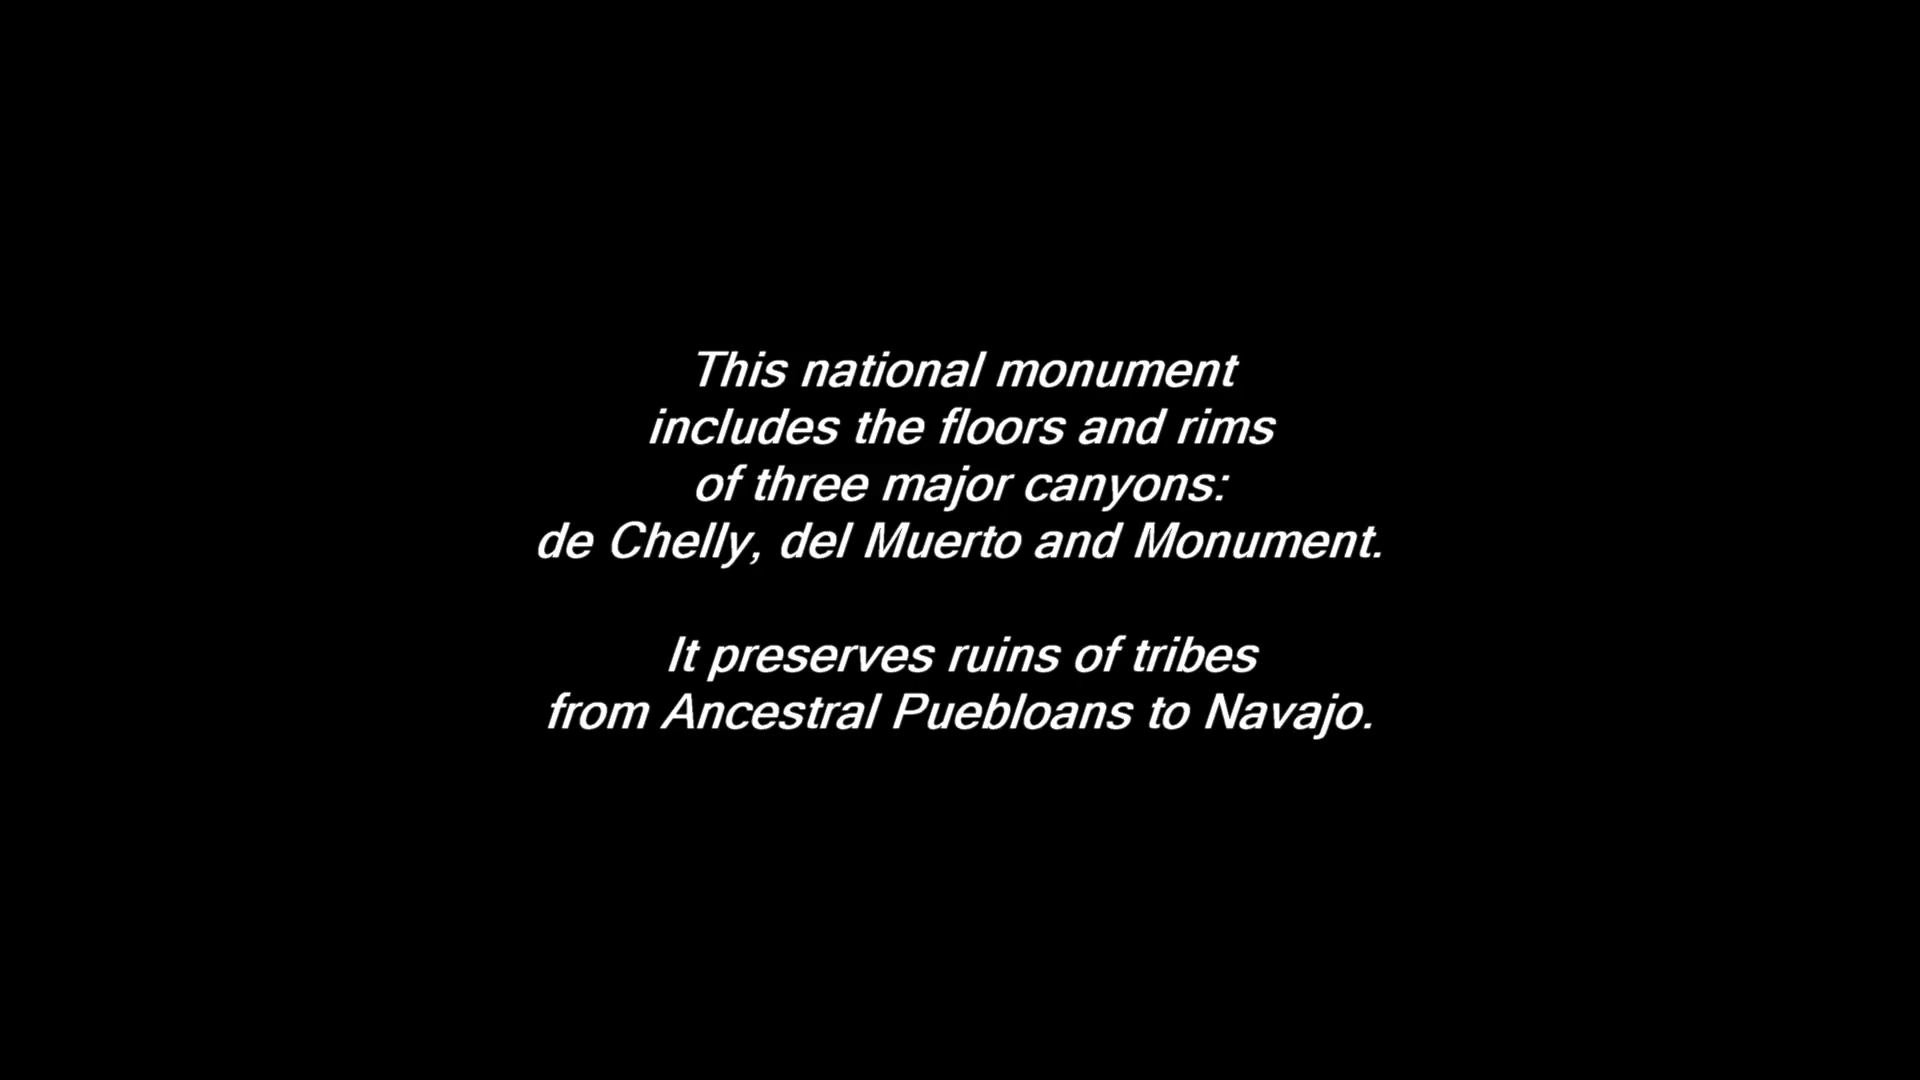 This national monument
includes the floors and rims
of three major canyons:
de Chelly, del Muerto and Monument.
It preserves ruins of tribes
from Ancestral Puebloans to Navajo.